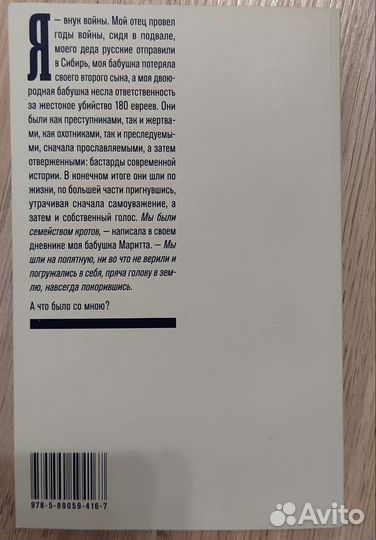 Я — внук войны. Мой отец провел
годы войны, сидя в подвале,
моего деда русские отправили
в Сибирь, моя бабушка потеряла
своего второго сына, а моя двою-
родная бабушка несла ответственность
за жестокое убийство 180 евреев. Они
были как преступниками, так и жертва-
ми, как охотниками, так и преследуемы-
ми, сначала прославляемыми, а затем
отверженными: бастарды современной
истории. В конечном итоге они шли по
жизни, по большей части пригнувшись,
утрачивая сначала самоуважение, а
затем и собственный голос. Мы были
семейством кротов, — написала в своем
дневнике моя бабушка Маритта. — Мы
шли на попятную, ни во что не верили и
погружались в себя, пряча голову в зем-
лю, навсегда покорившись.
А что было со мною?
978-5-89059-416-7
Avito